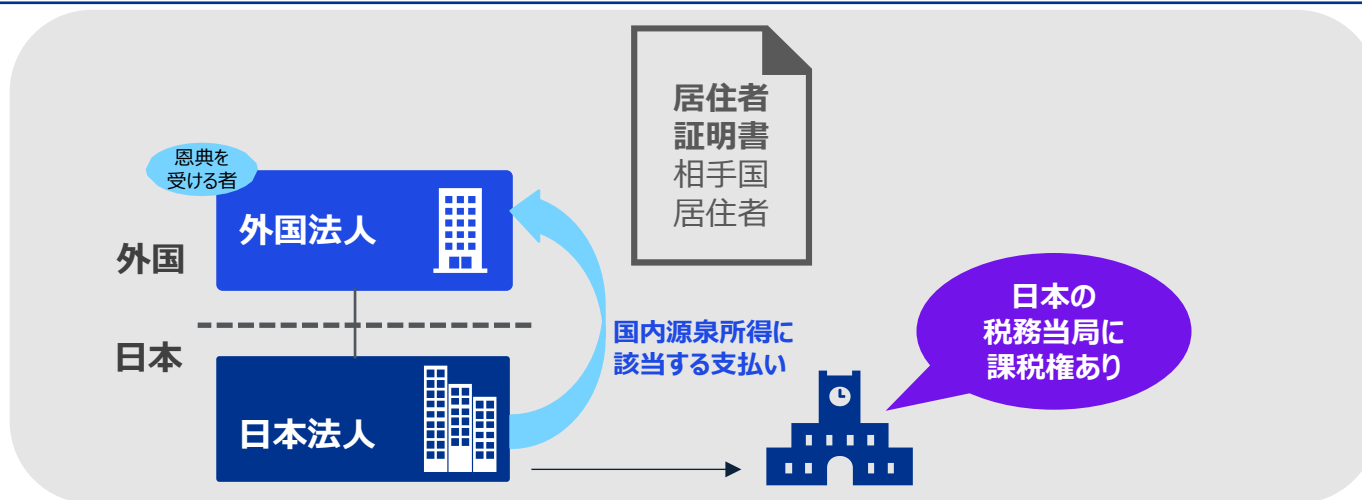 居住者
証明書
相手国
居住者
恩典を
受ける者
外国法人
外国
日本
国内源泉所得に
該当する支払い
日本の
税務当局に
課税権あり
日本法人